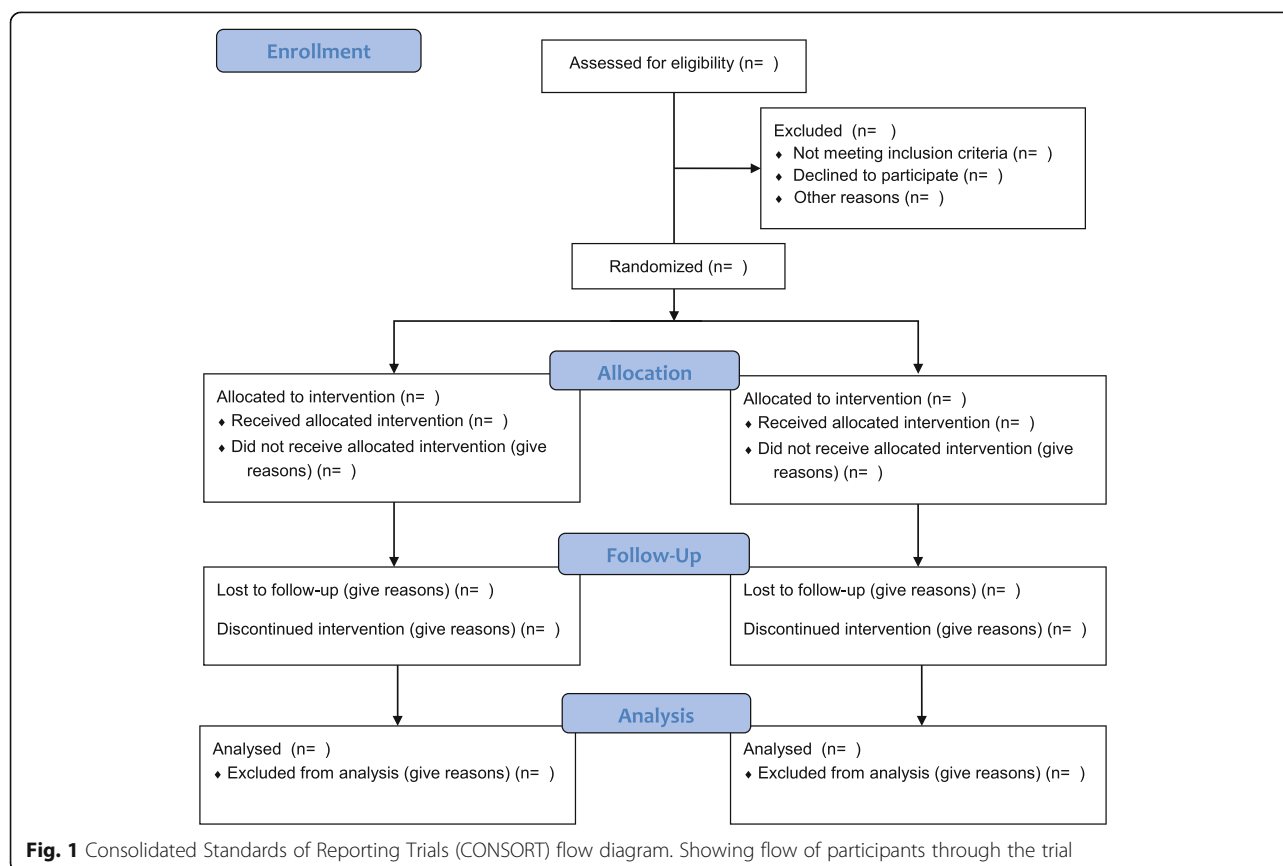 Enrollment
Assessed for eligibility (n= )
Excluded (n= )
♦ Not meeting inclusion criteria (n= )
♦ Declined to participate (n= )
♦ Other reasons (n= )
Randomized (n= )
Allocation
Allocated to intervention (n= )
♦ Received allocated intervention (n= )
♦ Did not receive allocated intervention (give
reasons) (n= )
Allocated to intervention (n= )
♦ Received allocated intervention (n= )
♦ Did not receive allocated intervention (give
reasons) (n= )
Follow-Up
Lost to follow-up (give reasons) (n= )
Discontinued intervention (give reasons) (n= )
Lost to follow-up (give reasons) (n= )
Discontinued intervention (give reasons) (n= )
Analysis
Analysed (n= )
♦ Excluded from analysis (give reasons) (n= )
Analysed (n= )
♦ Excluded from analysis (give reasons) (n= )
Fig. 1 Consolidated Standards of Reporting Trials (CONSORT) flow diagram. Showing flow of participants through the trial